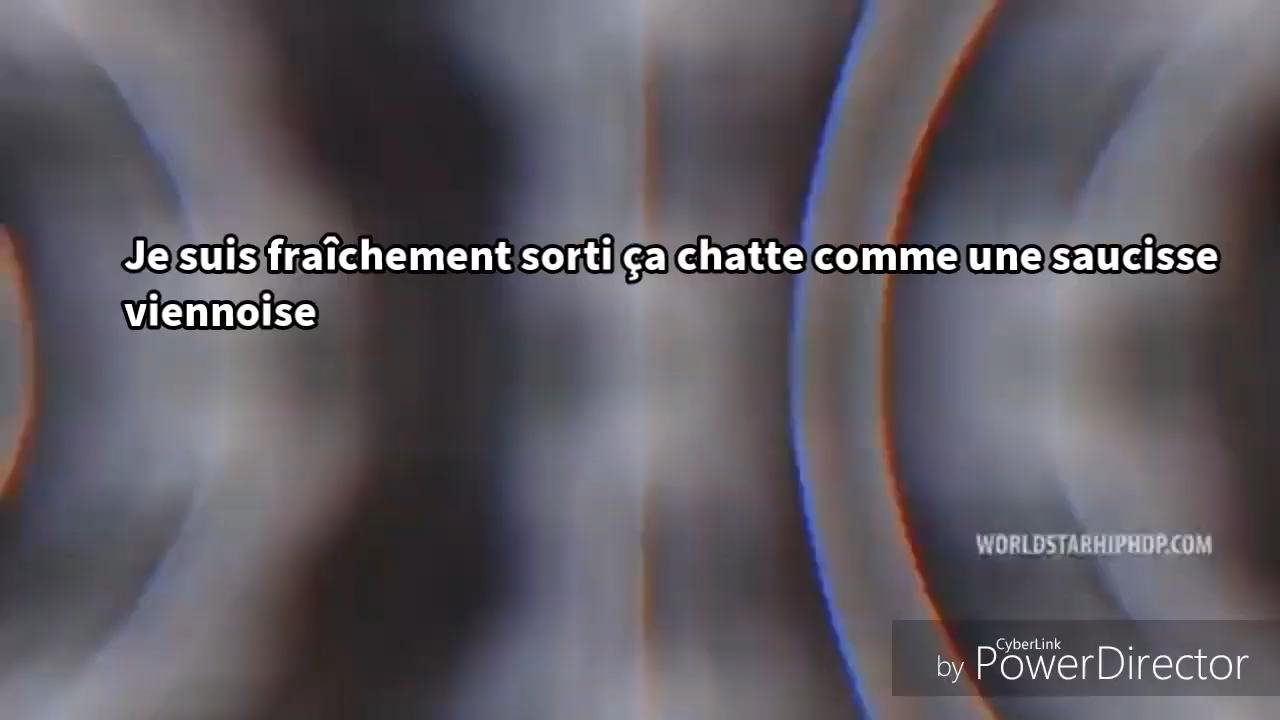 Je suis fraîchement sorti ça chatte comme une saucisse
viennoise
WORLDSTARHIPHOP.COM
CyberLink
by PowerDirector